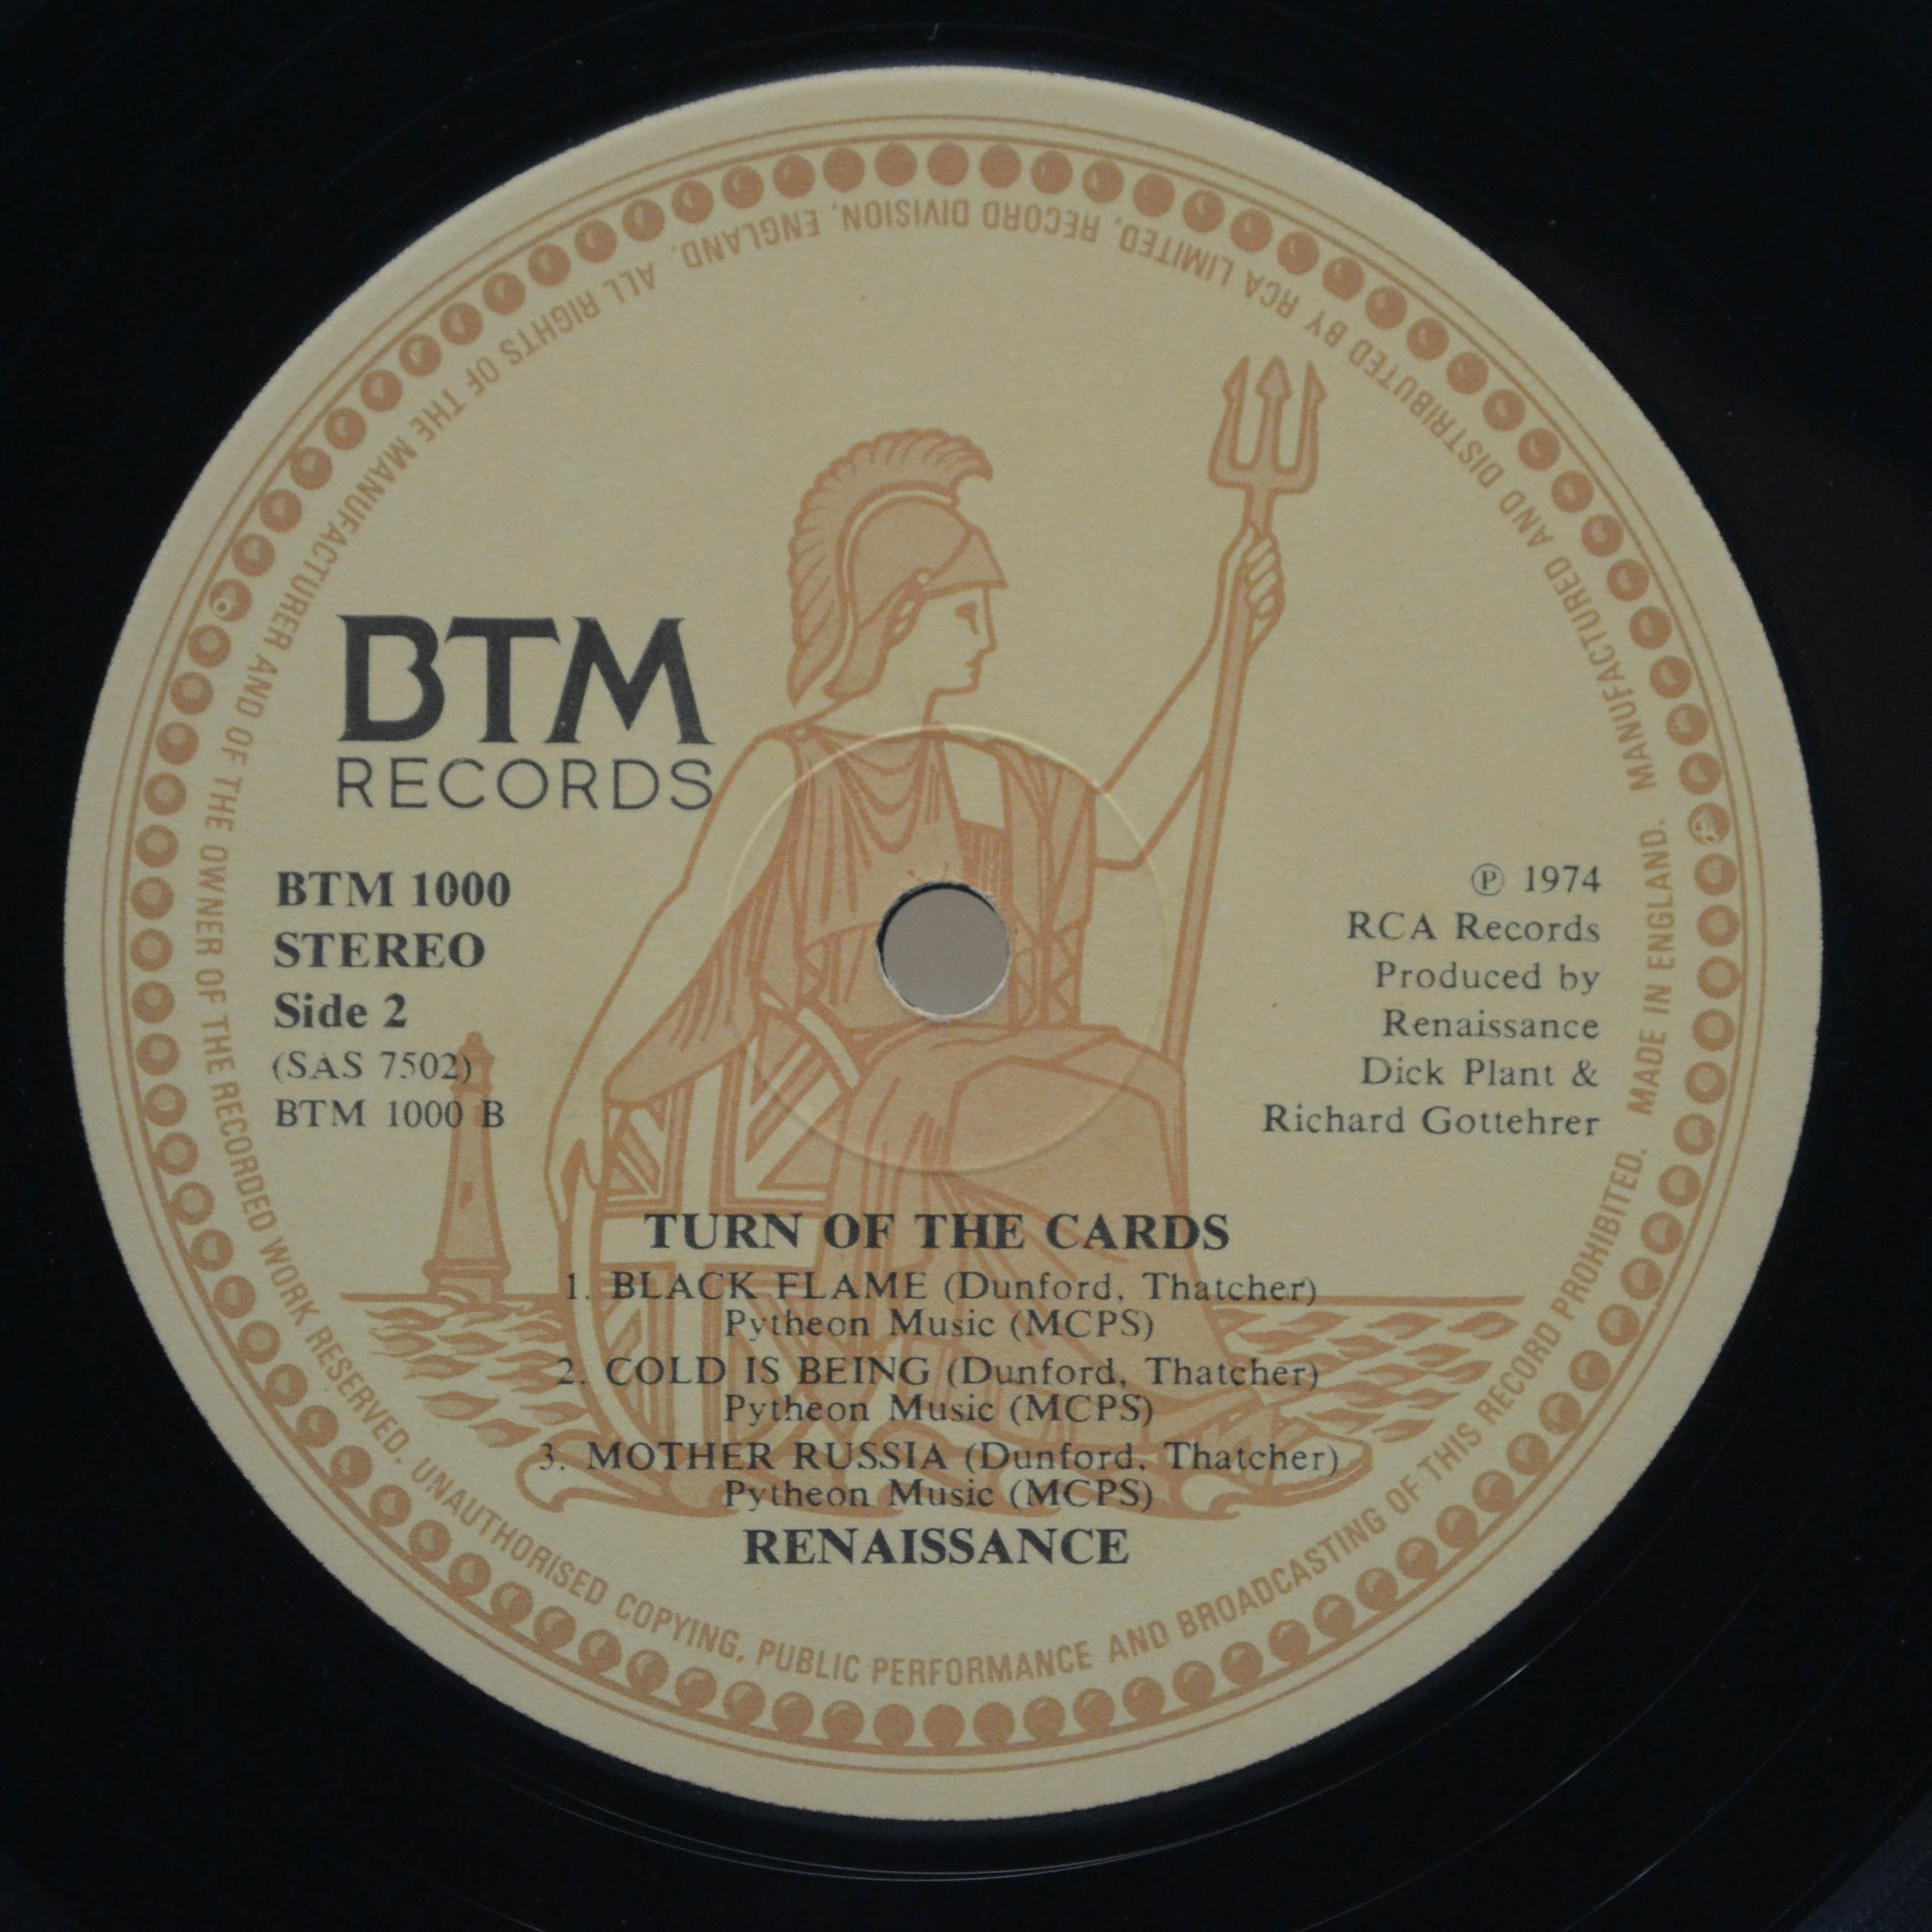 BTM
RECORDS
BTM 1000
STEREO
Side 2
(SAS 7502)
BTM 1000 B
℗ 1974
RCA Records
Produced by
Renaissance
Dick Plant &
Richard Gottehrer
TURN OF THE CARDS
1. BLACK FLAME (Dunford, Thatcher)
Pytheon Music (MCPS)
2. COLD IS BEING (Dunford, Thatcher)
Pytheon Music (MCPS)
3. MOTHER RUSSIA (Dunford, Thatcher)
Pytheon Music (MCPS)
RENAISSANCE
MADE IN ENGLAND. MANUFACTURED AND DISTRIBUTED BY RCA LIMITED, RECORD DIVISION, ENGLAND. ALL RIGHTS OF THE MANUFACTURER AND OF THE OWNER OF THE RECORDED WORK RESERVED. UNAUTHORISED COPYING, PUBLIC PERFORMANCE AND BROADCASTING OF THIS RECORD PROHIBITED.